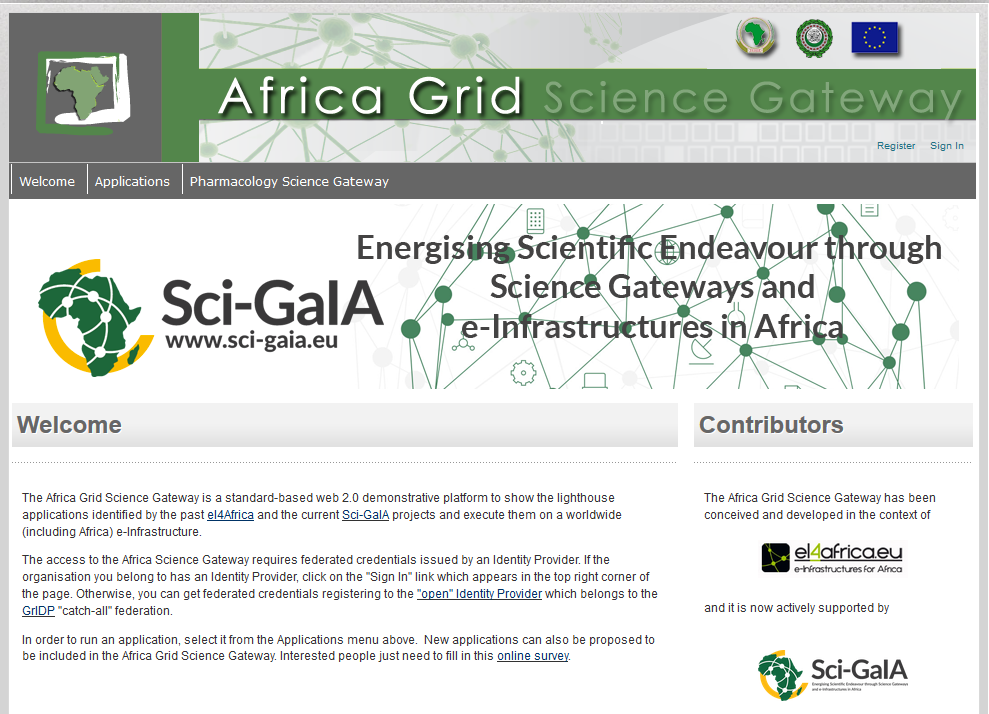 Africa Grid Science Gateway
Register Sign In
Welcome Applications Pharmacology Science Gateway
Energising Scientific Endeavour through
Science Gateways and
e-Infrastructures in Africa
Sci-GaIA
www.sci-gaia.eu
Welcome
The Africa Grid Science Gateway is a standard-based web 2.0 demonstrative platform to show the lighthouse
applications identified by the past eI4Africa and the current Sci-GaIA projects and execute them on a worldwide
(including Africa) e-Infrastructure.
The access to the Africa Science Gateway requires federated credentials issued by an Identity Provider. If the
organisation you belong to has an Identity Provider, click on the "Sign In" link which appears in the top right corner of
the page. Otherwise, you can get federated credentials registering to the "open" Identity Provider which belongs to the
GrIDP "catch-all" federation.
In order to run an application, select it from the Applications menu above.  New applications can also be proposed to
be included in the Africa Grid Science Gateway. Interested people just need to fill in this online survey.
Contributors
The Africa Grid Science Gateway has been
conceived and developed in the context of
eI4africa.eu
e-Infrastructures for Africa
and it is now actively supported by
Sci-GaIA
Energising Scientific Endeavour through Science Gateways
and e-Infrastructures in Africa